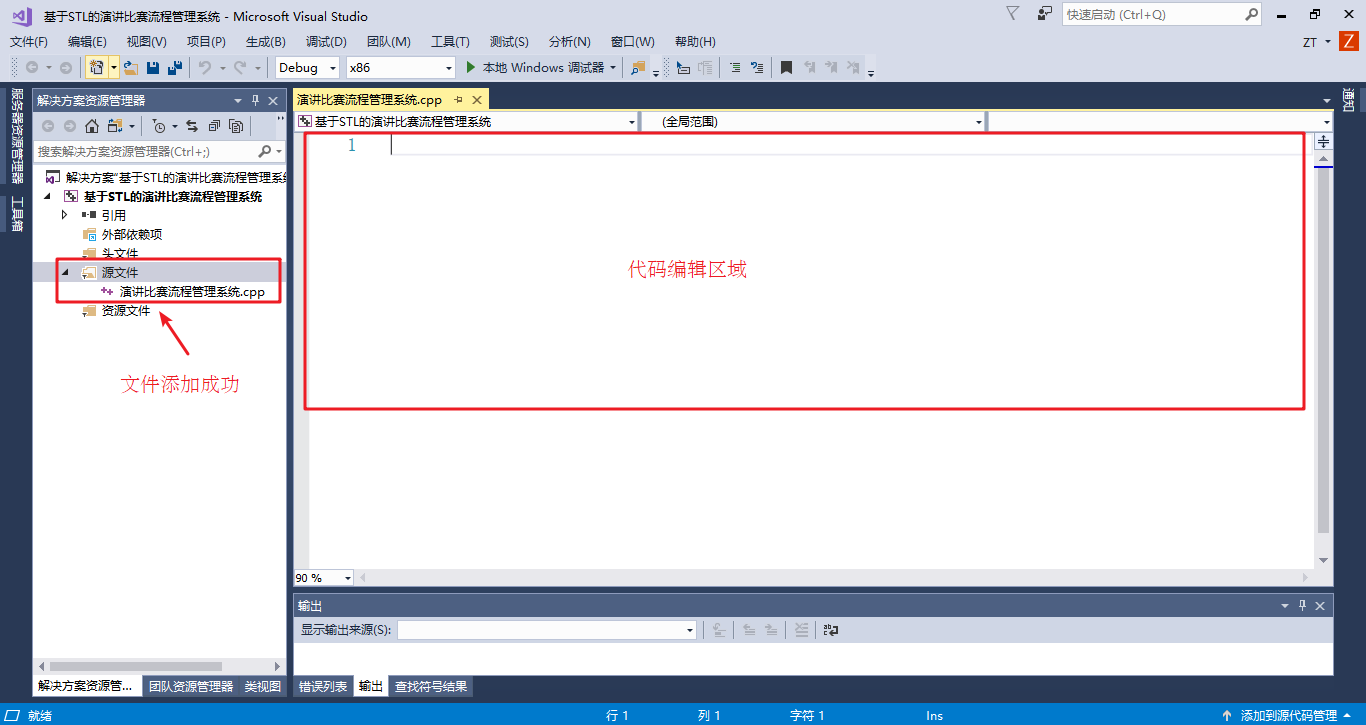 基于STL的演讲比赛流程管理系统 - Microsoft Visual Studio
快速启动 (Ctrl+Q)
文件(F) 编辑(E) 视图(V) 项目(P) 生成(B) 调试(D) 团队(M) 工具(T) 测试(S) 分析(N) 窗口(W) 帮助(H)
ZT Z
Debug x86 本地 Windows 调试器
服务器资源管理器
工具箱
解决方案资源管理器
搜索解决方案资源管理器(Ctrl+;)
解决方案"基于STL的演讲比赛流程管理系
基于STL的演讲比赛流程管理系统
引用
外部依赖项
头文件
源文件
演讲比赛流程管理系统.cpp
资源文件
文件添加成功
解决方案资源管... 团队资源管理器 类视图
演讲比赛流程管理系统.cpp
基于STL的演讲比赛流程管理系统 (全局范围)
1
代码编辑区域
90 %
输出
显示输出来源(S):
错误列表 输出 查找符号结果
通知
就绪 行 1 列 1 字符 1 Ins 添加到源代码管理